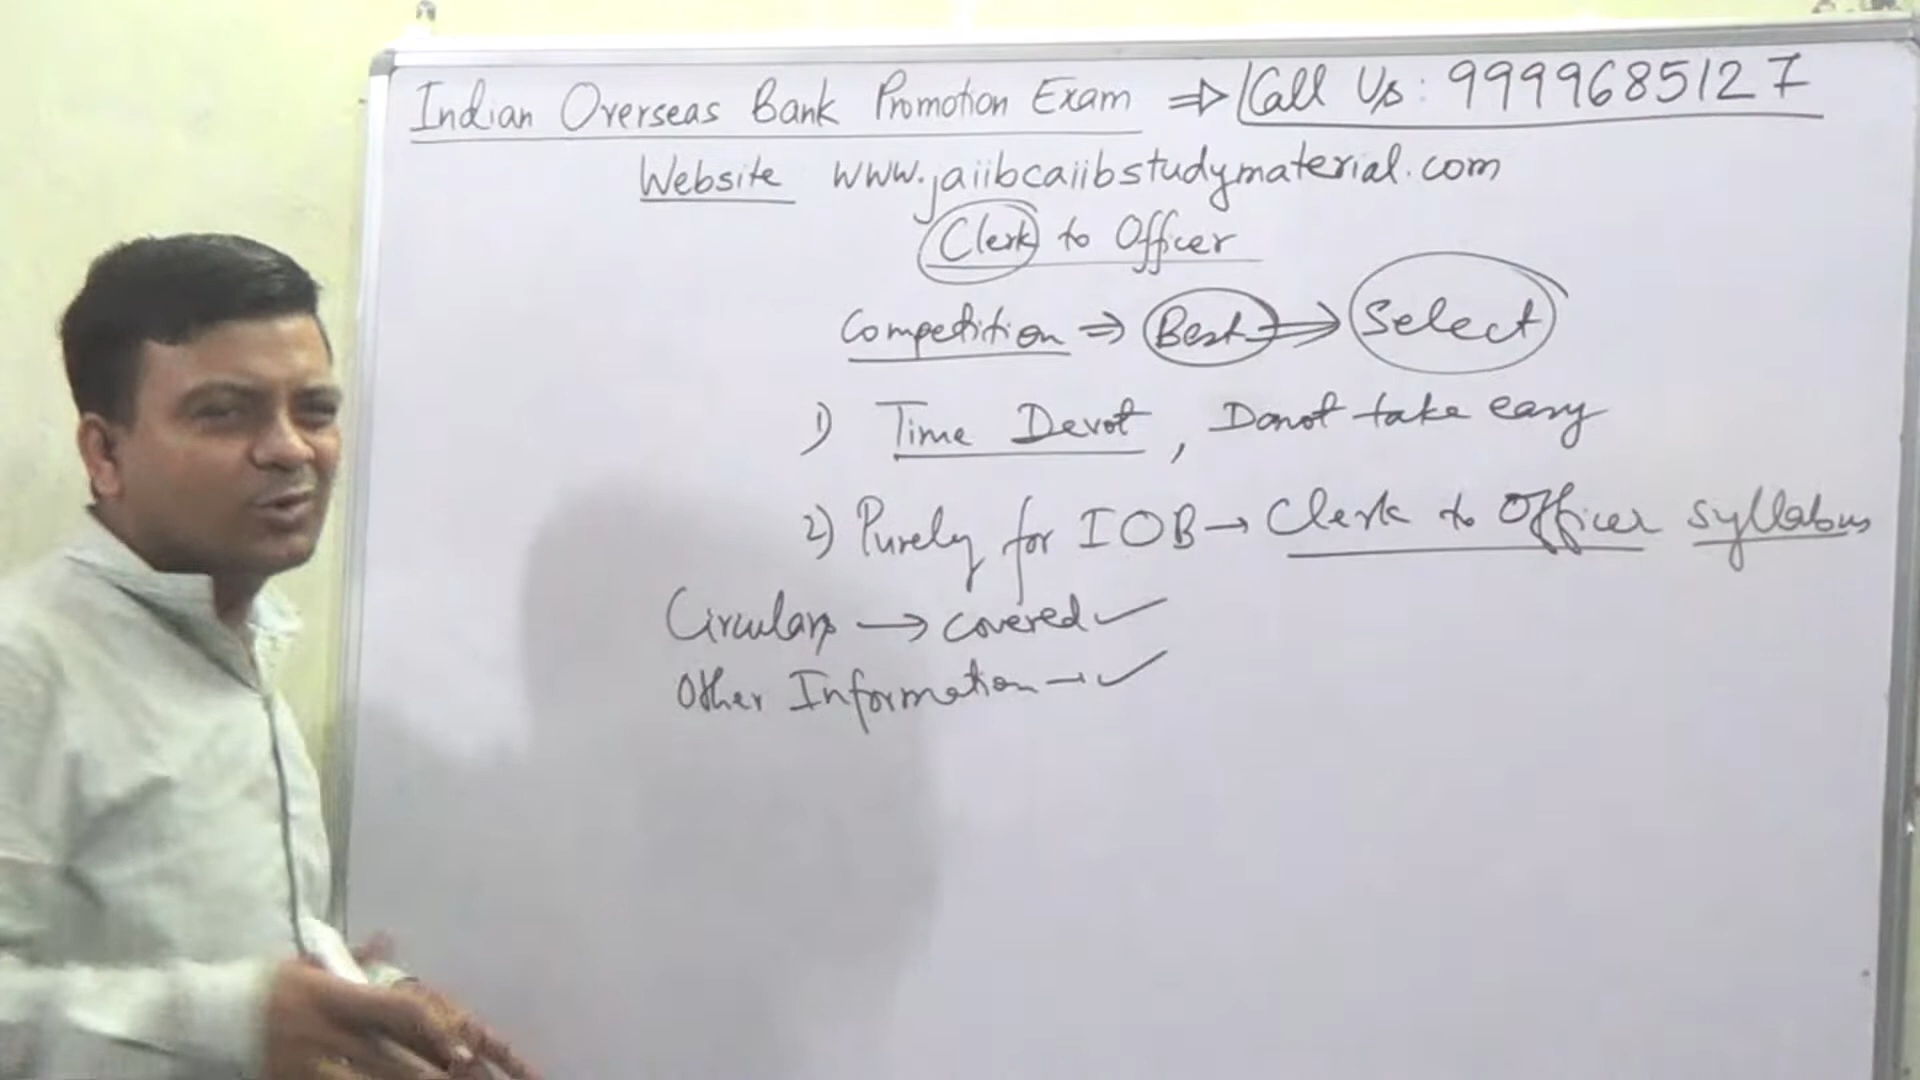 Indian Overseas Bank Promotion Exam ⇒ Call Us: 9999685127
Website www.jaiibcaiibstudymaterial.com
Clerk to Officer
Competition ⇒ Best ⇒ Select
1) Time Devot, Donot take easy
2) Purely for IOB → Clerk to Officer syllabus
Circulars → covered ✓
Other Information → ✓